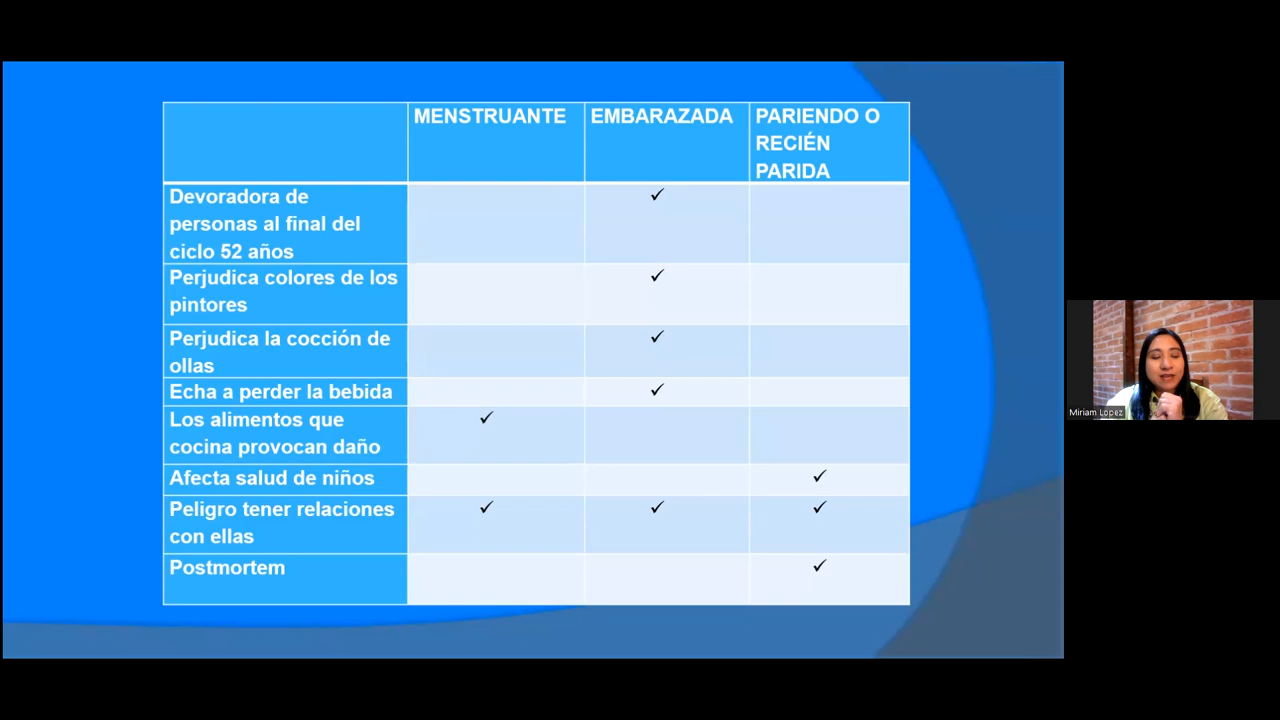 MENSTRUANTE
EMBARAZADA
PARIENDO O
RECIÉN
PARIDA
Devoradora de
personas al final del
ciclo 52 años
✓
Perjudica colores de los
pintores
✓
Perjudica la cocción de
ollas
✓
Echa a perder la bebida
✓
Los alimentos que
cocina provocan daño
✓
Afecta salud de niños
✓
Peligro tener relaciones
con ellas
✓ ✓ ✓
Postmortem
✓
Miriam Lopez